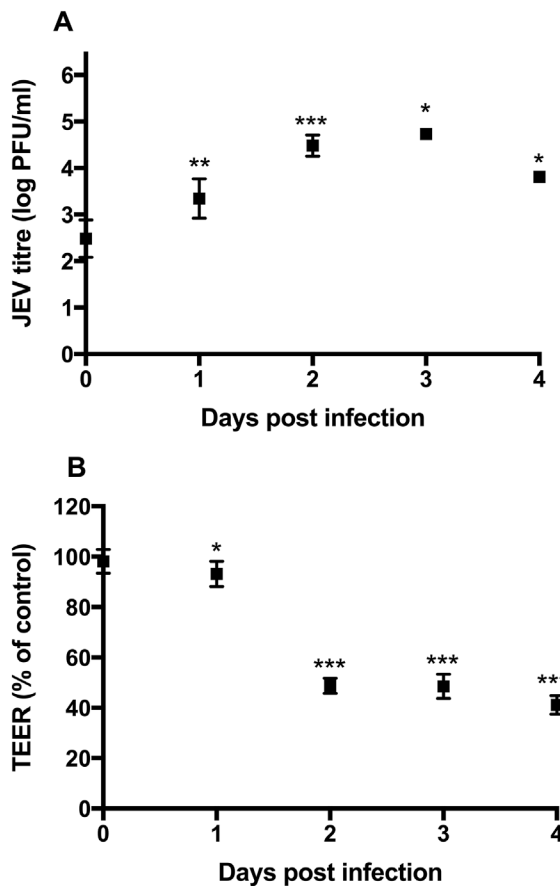 A
6
5
4
3
2
1
0
JEV titre (log PFU/ml)
**
***
*
*
0 1 2 3 4
Days post infection
B
120
100
80
60
40
20
0
TEER (% of control)
*
***
***
**
0 1 2 3 4
Days post infection